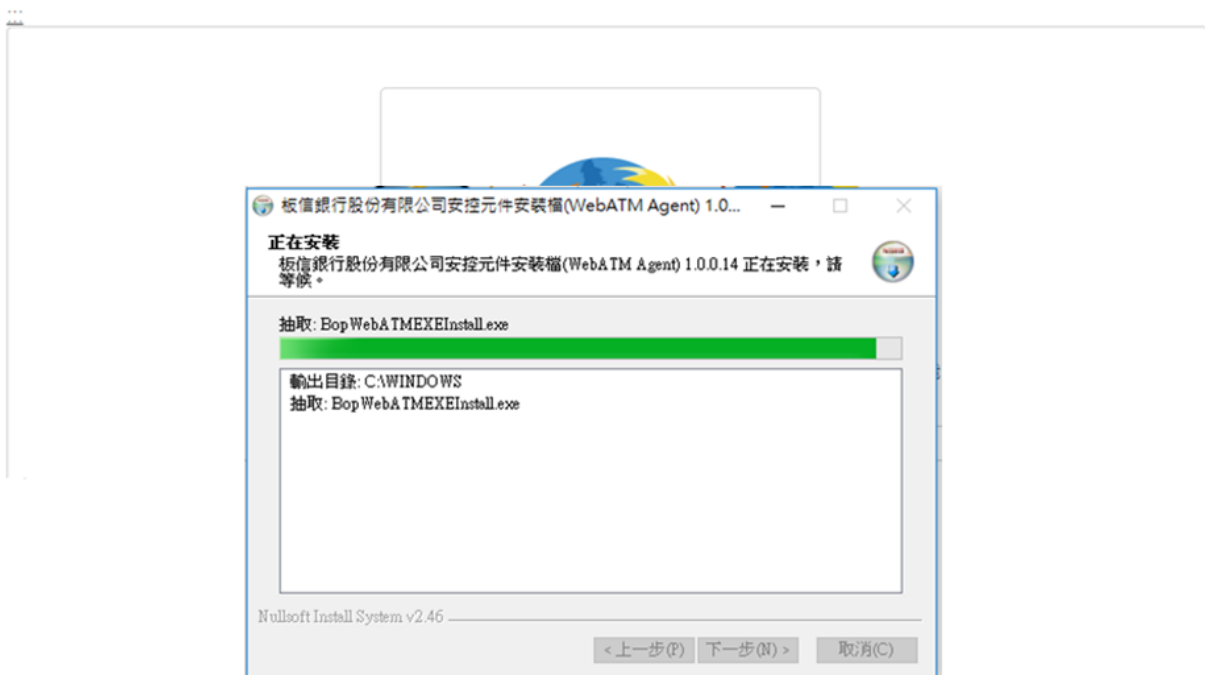 ...
板信銀行股份有限公司安控元件安裝檔(WebATM Agent) 1.0...
正在安裝
板信銀行股份有限公司安控元件安裝檔(WebATM Agent) 1.0.0.14 正在安裝，請
等候。
抽取: BopWebATMEXEInstall.exe
輸出目錄: C:\WINDOWS
抽取: BopWebATMEXEInstall.exe
Nullsoft Install System v2.46
< 上一步(P) 下一步(N) > 取消(C)